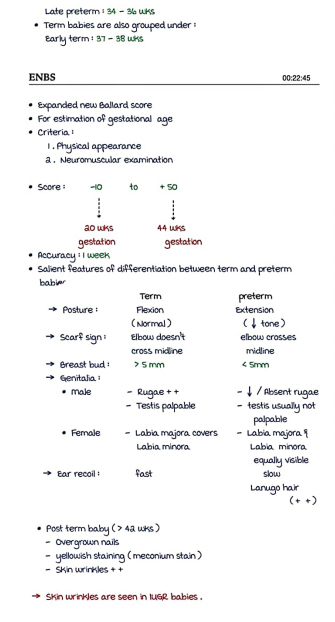 Late preterm : 34 - 36 wks
• Term babies are also grouped under :
Early term : 37 - 38 wks
ENBS 00:22:45
• Expanded new Ballard score
• For estimation of gestational age
• Criteria :
1. Physical appearance
2. Neuromuscular examination
• Score : -10 to + 50
20 wks 44 wks
gestation gestation
• Accuracy : 1 week
• Salient features of differentiation between term and preterm
babies
Term preterm
→ Posture : Flexion Extension
(Normal) (↓ tone)
→ Scarf sign : Elbow doesn't elbow crosses
cross midline midline
→ Breast bud : > 5 mm < 5mm
→ Genitalia :
• male - Rugae + + - ↓ / Absent rugae
- Testis palpable - testis usually not
palpable
• Female - Labia majora covers - Labia majora &
Labia minora Labia minora
equally visible
→ Ear recoil : fast slow
Lanugo hair
(+ +)
• Post term baby ( > 42 wks )
- Overgrown nails
- yellowish staining ( meconium stain )
- Skin wrinkles + +
→ Skin wrinkles are seen in IUGR babies .